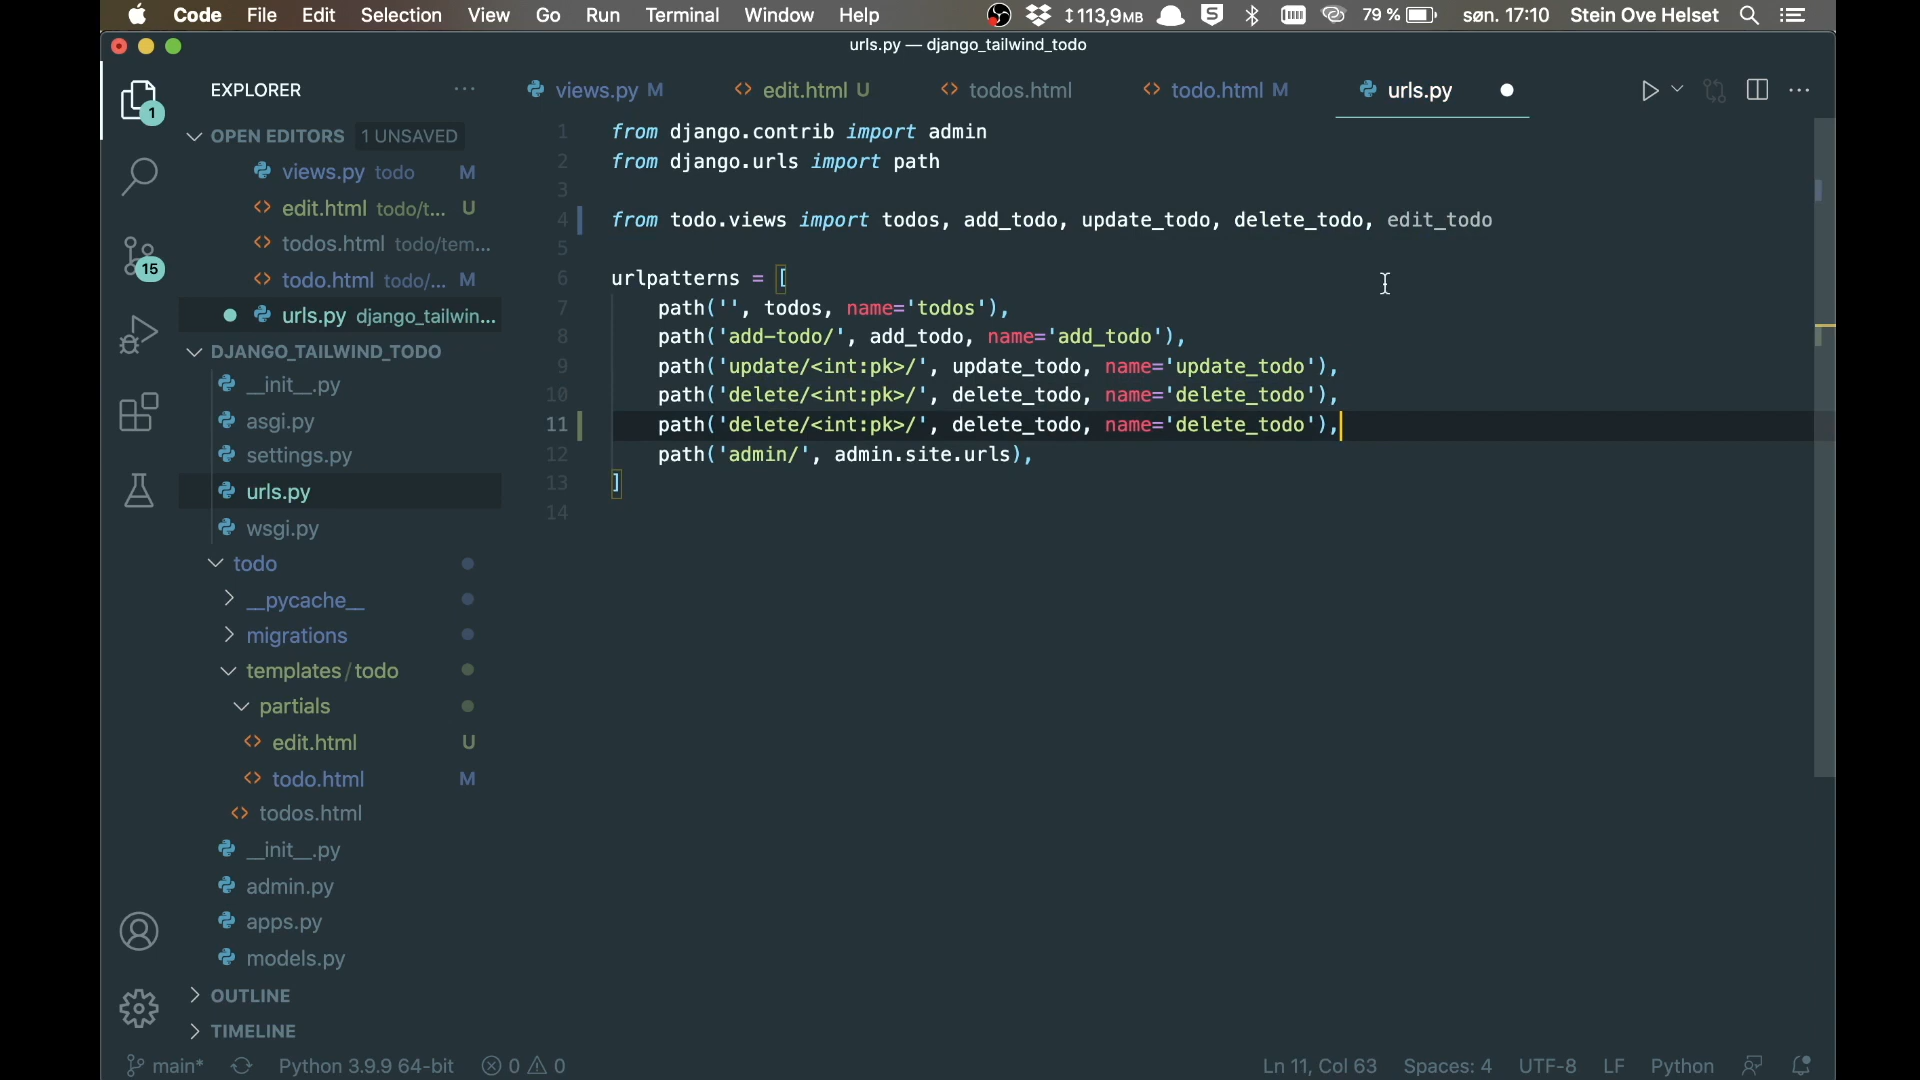 Code File Edit Selection View Go Run Terminal Window Help 113,9MB 79 % søn. 17:10 Stein Ove Helset
urls.py — django_tailwind_todo
EXPLORER
views.py M edit.html U todos.html todo.html M urls.py
OPEN EDITORS 1 UNSAVED
views.py todo M
edit.html todo/t... U
todos.html todo/tem...
todo.html todo/... M
urls.py django_tailwin...
DJANGO_TAILWIND_TODO
__init__.py
asgi.py
settings.py
urls.py
wsgi.py
todo
__pycache__
migrations
templates/todo
partials
edit.html U
todo.html M
todos.html
__init__.py
admin.py
apps.py
models.py
OUTLINE
TIMELINE
1
15
1 from django.contrib import admin
2 from django.urls import path
3
4 from todo.views import todos, add_todo, update_todo, delete_todo, edit_todo
5
6 urlpatterns = [
7 path('', todos, name='todos'),
8 path('add-todo/', add_todo, name='add_todo'),
9 path('update/<int:pk>/', update_todo, name='update_todo'),
10 path('delete/<int:pk>/', delete_todo, name='delete_todo'),
11 path('delete/<int:pk>/', delete_todo, name='delete_todo'),
12 path('admin/', admin.site.urls),
13 ]
14
main* Python 3.9.9 64-bit 0 0 Ln 11, Col 63 Spaces: 4 UTF-8 LF Python